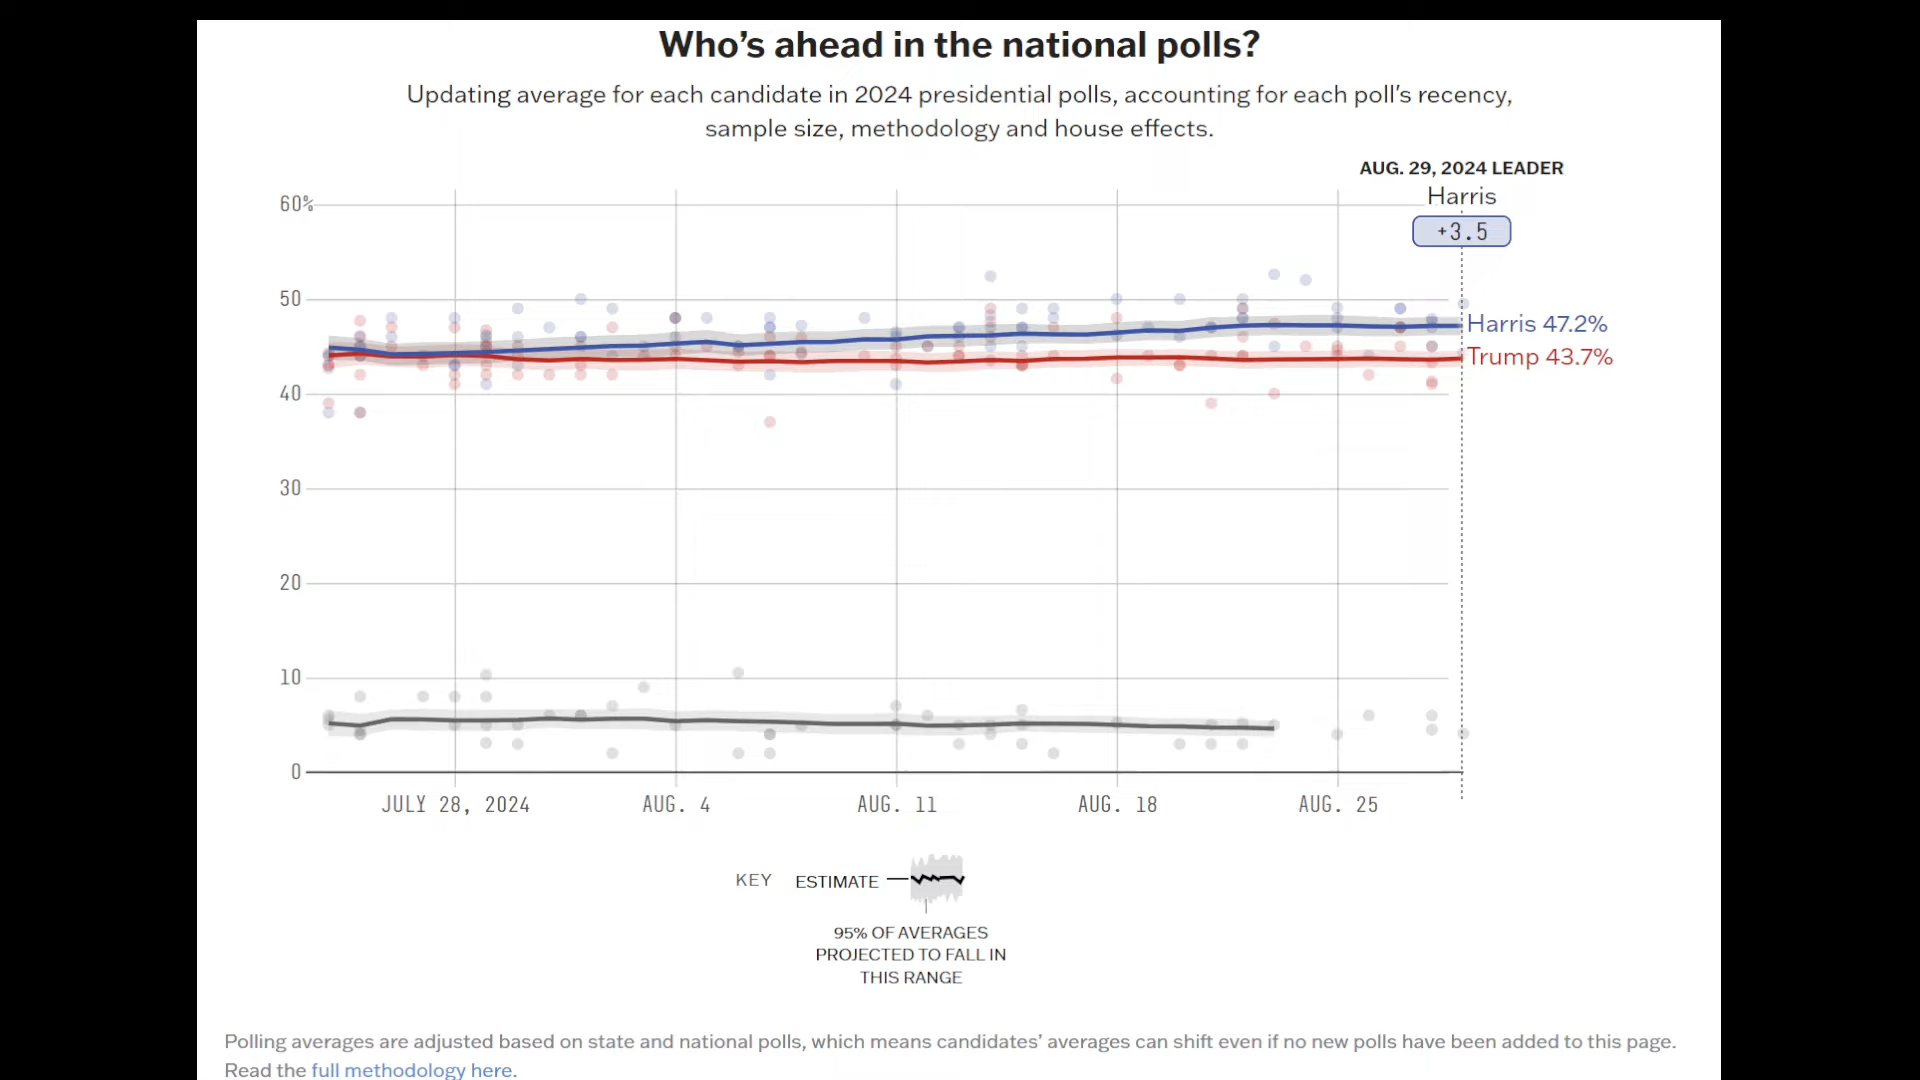 Who’s ahead in the national polls?
Updating average for each candidate in 2024 presidential polls, accounting for each poll’s recency,
sample size, methodology and house effects.
AUG. 29, 2024 LEADER
Harris
+3.5
60%
50
40
30
20
10
0
Harris 47.2%
Trump 43.7%
JULY 28, 2024
AUG. 4
AUG. 11
AUG. 18
AUG. 25
KEY
ESTIMATE
95% OF AVERAGES
PROJECTED TO FALL IN
THIS RANGE
Polling averages are adjusted based on state and national polls, which means candidates’ averages can shift even if no new polls have been added to this page.
Read the full methodology here.